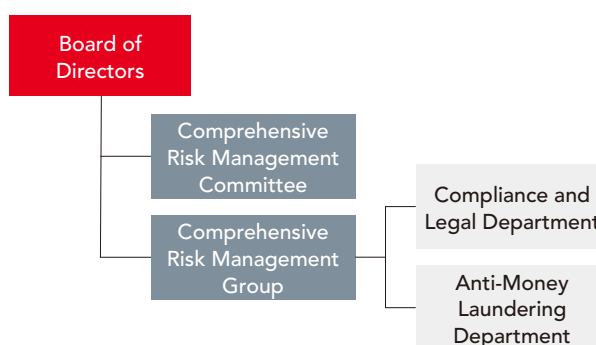 Board of
Directors
Comprehensive
Risk Management
Committee
Comprehensive
Risk Management
Group
Compliance and
Legal Department
Anti-Money
Laundering
Department